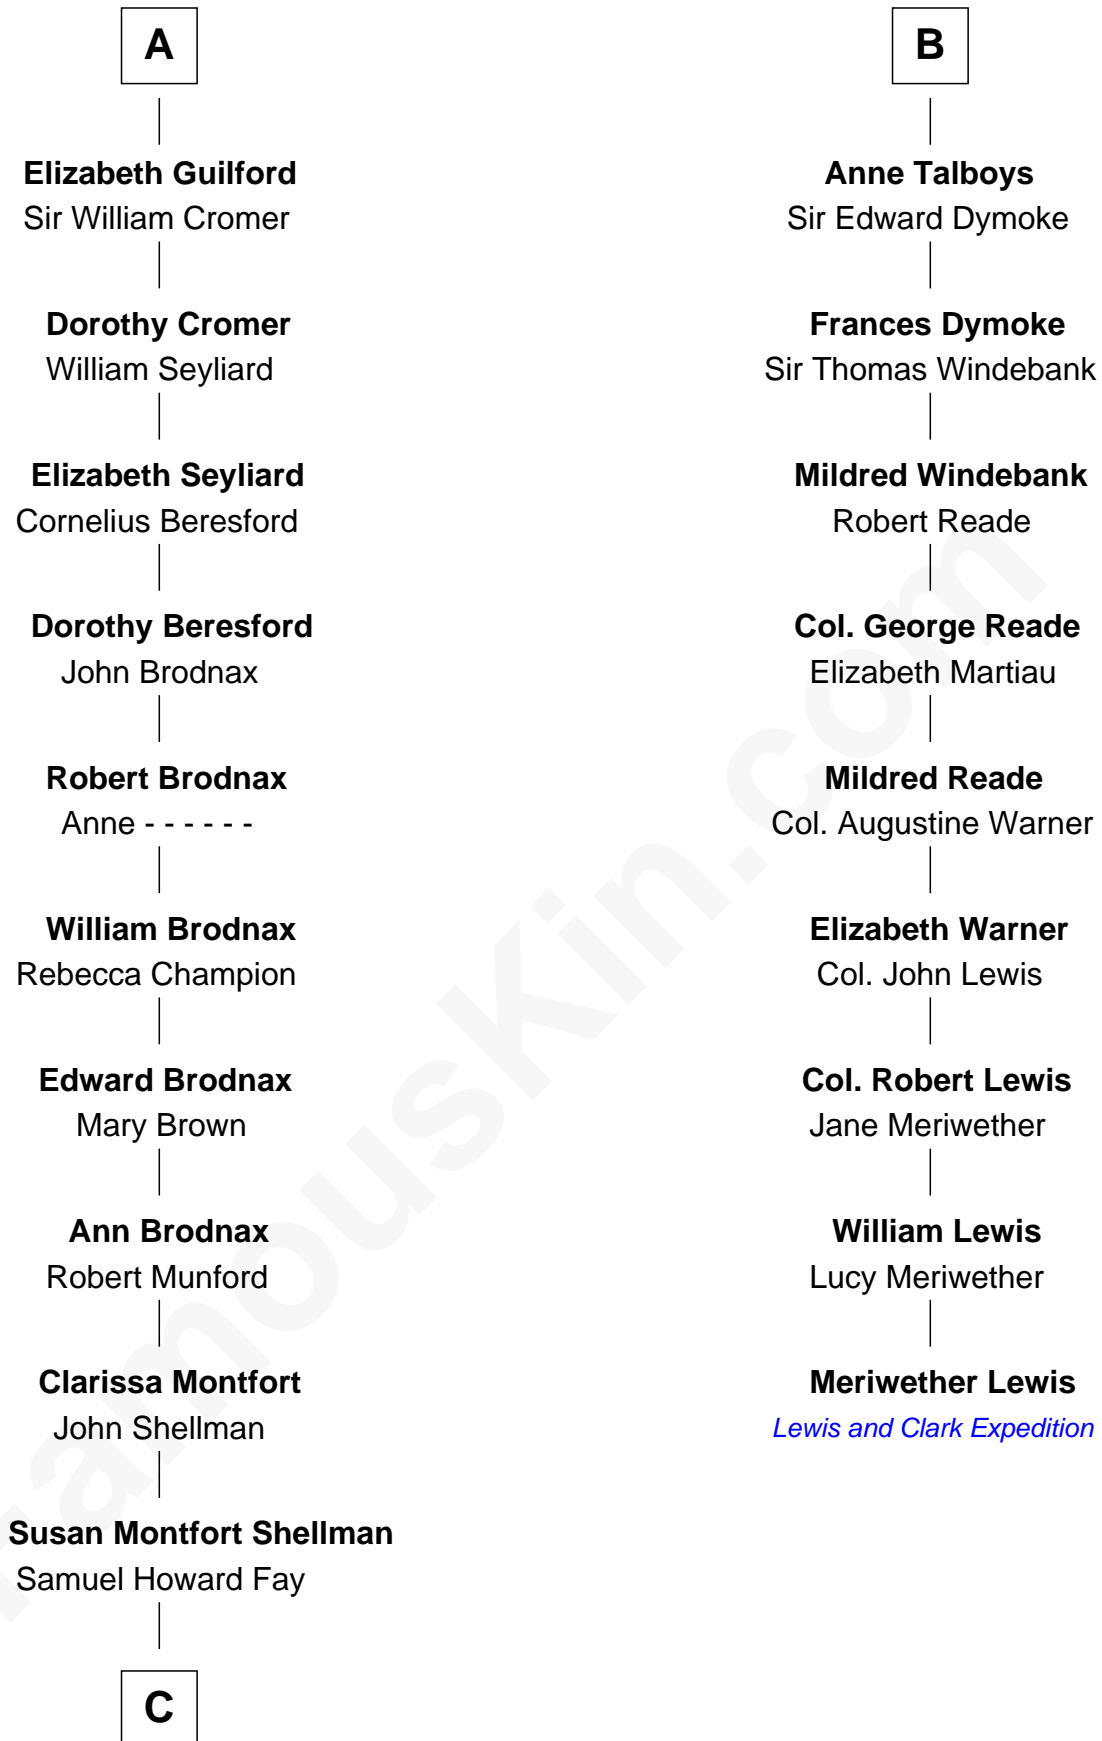 A
Elizabeth Guilford
Sir William Cromer
Dorothy Cromer
William Seyliard
Elizabeth Seyliard
Cornelius Beresford
Dorothy Beresford
John Brodnax
Robert Brodnax
Anne - - - - - -
William Brodnax
Rebecca Champion
Edward Brodnax
Mary Brown
Ann Brodnax
Robert Munford
Clarissa Montfort
John Shellman
Susan Montfort Shellman
Samuel Howard Fay
C
B
Anne Talboys
Sir Edward Dymoke
Frances Dymoke
Sir Thomas Windebank
Mildred Windebank
Robert Reade
Col. George Reade
Elizabeth Martiau
Mildred Reade
Col. Augustine Warner
Elizabeth Warner
Col. John Lewis
Col. Robert Lewis
Jane Meriwether
William Lewis
Lucy Meriwether
Meriwether Lewis
Lewis and Clark Expedition
FamousKin.com